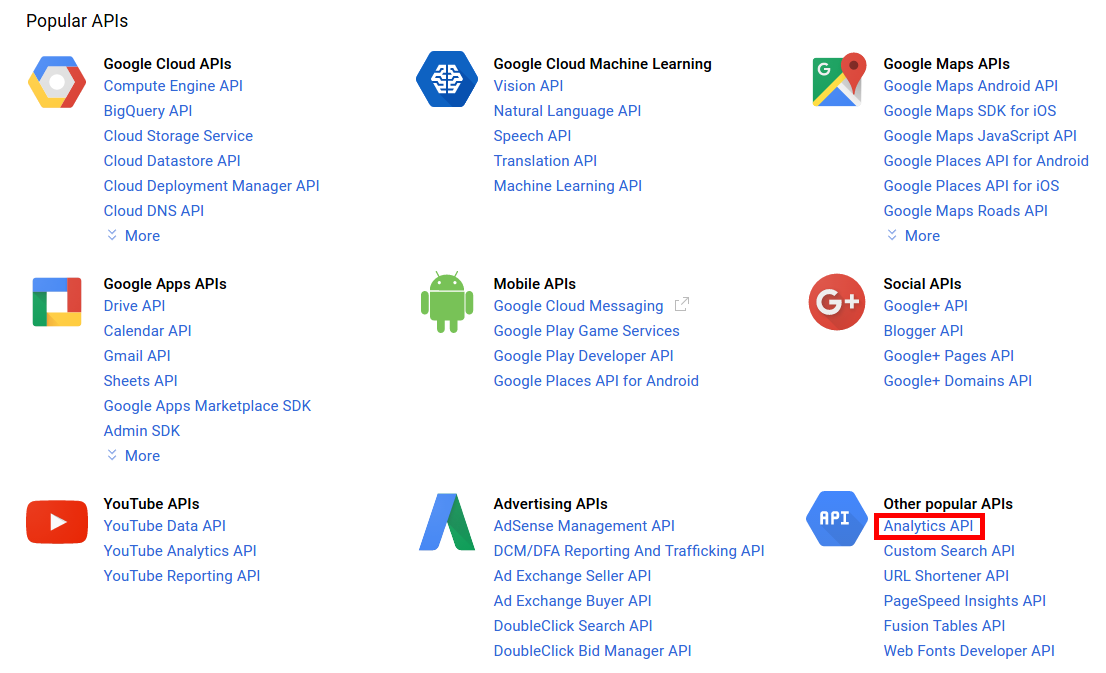 Popular APIs
Google Cloud APIs
Compute Engine API
BigQuery API
Cloud Storage Service
Cloud Datastore API
Cloud Deployment Manager API
Cloud DNS API
More
Google Cloud Machine Learning
Vision API
Natural Language API
Speech API
Translation API
Machine Learning API
G
Google Maps APIs
Google Maps Android API
Google Maps SDK for iOS
Google Maps JavaScript API
Google Places API for Android
Google Places API for iOS
Google Maps Roads API
More
Google Apps APIs
Drive API
Calendar API
Gmail API
Sheets API
Google Apps Marketplace SDK
Admin SDK
More
Mobile APIs
Google Cloud Messaging
Google Play Game Services
Google Play Developer API
Google Places API for Android
G+
Social APIs
Google+ API
Blogger API
Google+ Pages API
Google+ Domains API
YouTube APIs
YouTube Data API
YouTube Analytics API
YouTube Reporting API
Advertising APIs
AdSense Management API
DCM/DFA Reporting And Trafficking API
Ad Exchange Seller API
Ad Exchange Buyer API
DoubleClick Search API
DoubleClick Bid Manager API
API
Other popular APIs
Analytics API
Custom Search API
URL Shortener API
PageSpeed Insights API
Fusion Tables API
Web Fonts Developer API